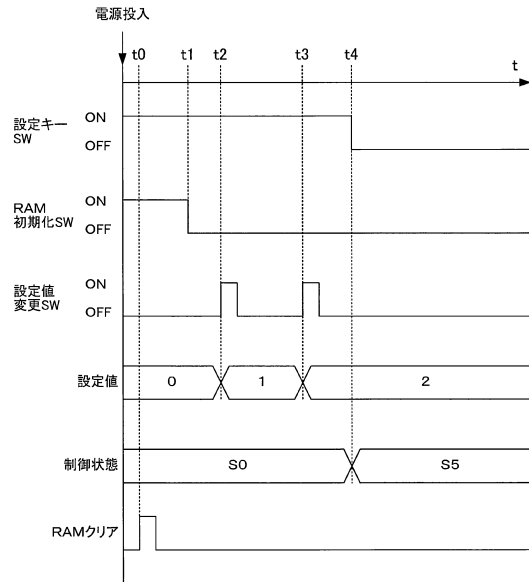 電源投入
t0 t1 t2 t3 t4
t
設定キー
SW
ON
OFF
RAM
初期化SW
ON
OFF
設定値
変更SW
ON
OFF
設定値
0 1 2
制御状態
S0 S5
RAMクリア